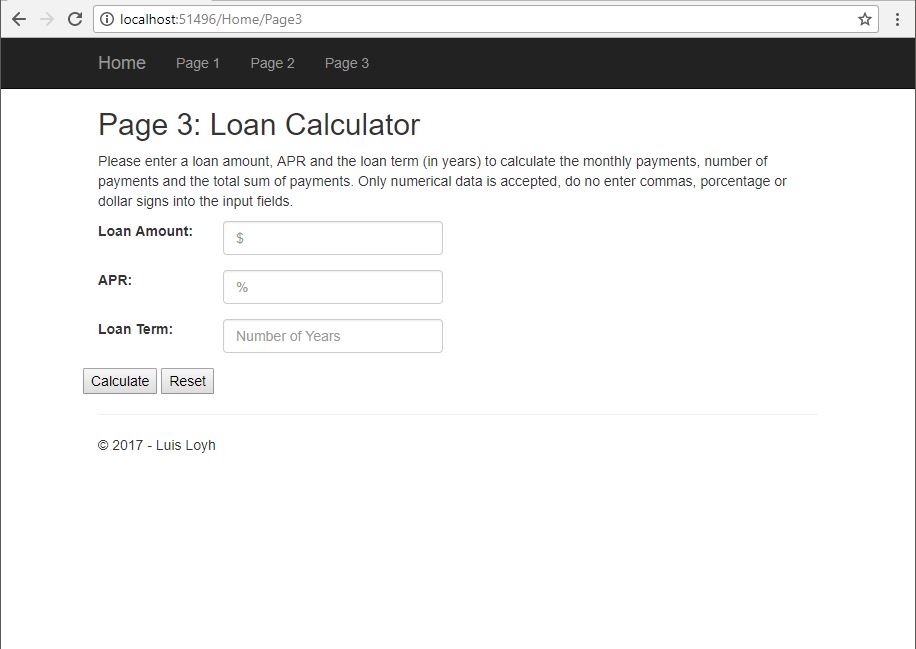 localhost:51496/Home/Page3
Home Page 1 Page 2 Page 3
Page 3: Loan Calculator
Please enter a loan amount, APR and the loan term (in years) to calculate the monthly payments, number of
payments and the total sum of payments. Only numerical data is accepted, do no enter commas, porcentage or
dollar signs into the input fields.
Loan Amount: $
APR: %
Loan Term: Number of Years
Calculate Reset
© 2017 - Luis Loyh